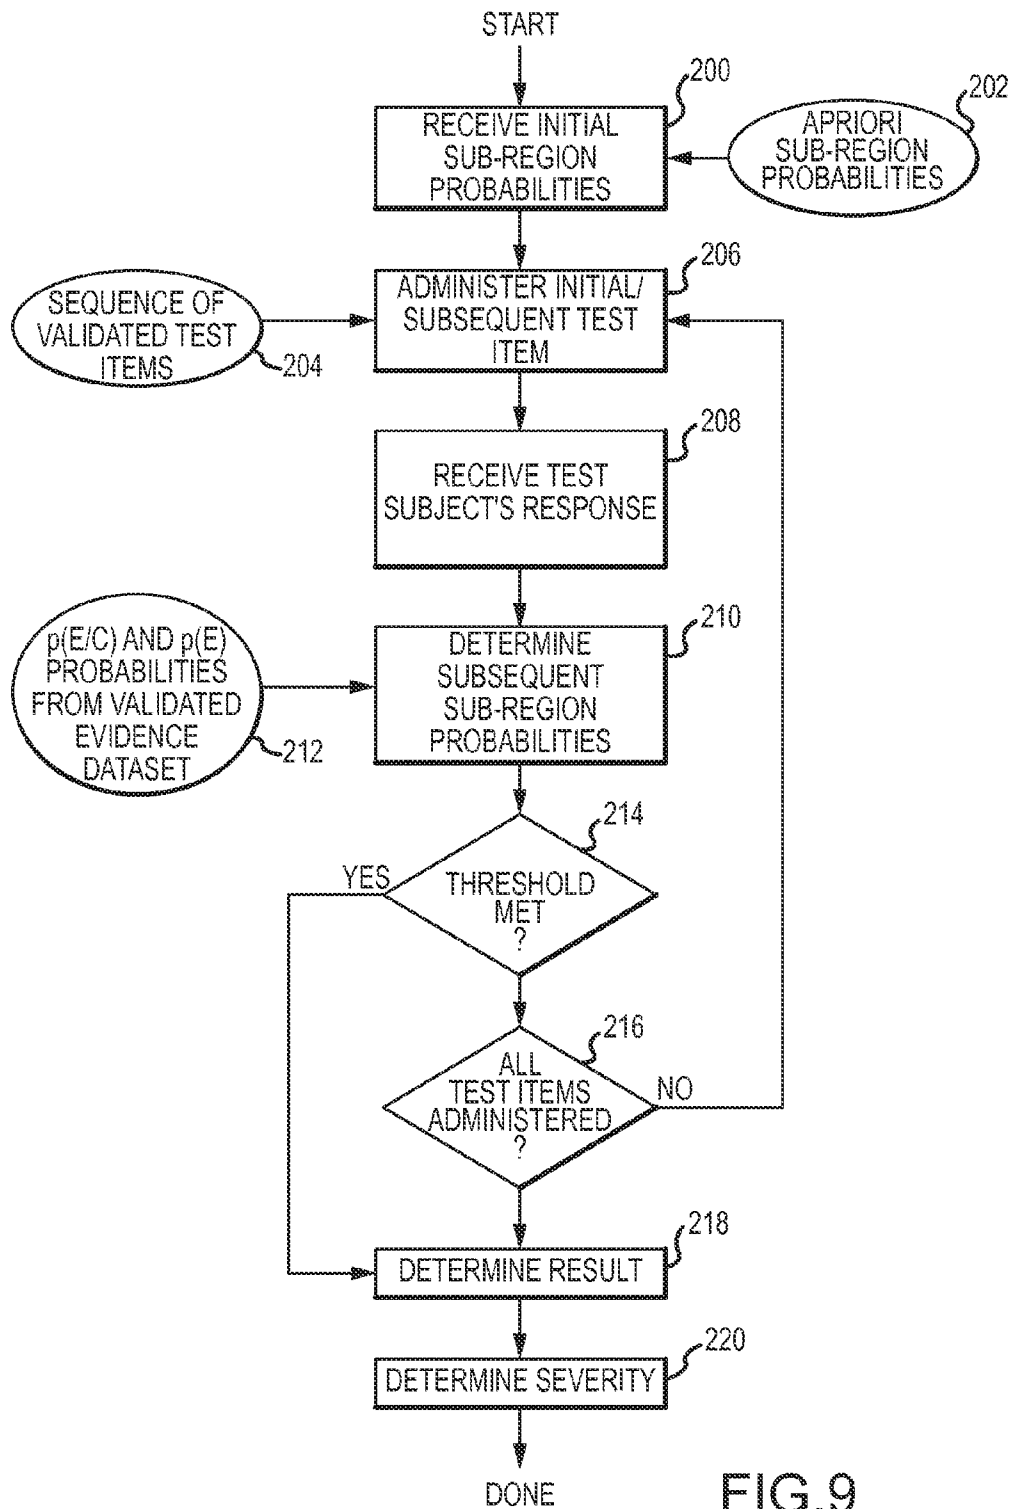 START
200
202
RECEIVE INITIAL
SUB-REGION
PROBABILITIES
APRIORI
SUB-REGION
PROBABILITIES
206
ADMINISTER INITIAL/
SUBSEQUENT TEST
ITEM
SEQUENCE OF
VALIDATED TEST
ITEMS
204
208
RECEIVE TEST
SUBJECT'S RESPONSE
210
p(E/C) AND p(E)
PROBABILITIES
FROM VALIDATED
EVIDENCE
DATASET
212
DETERMINE
SUBSEQUENT
SUB-REGION
PROBABILITIES
214
YES
THRESHOLD
MET
?
216
ALL
TEST ITEMS
ADMINISTERED
?
NO
218
DETERMINE RESULT
220
DETERMINE SEVERITY
DONE
FIG.9